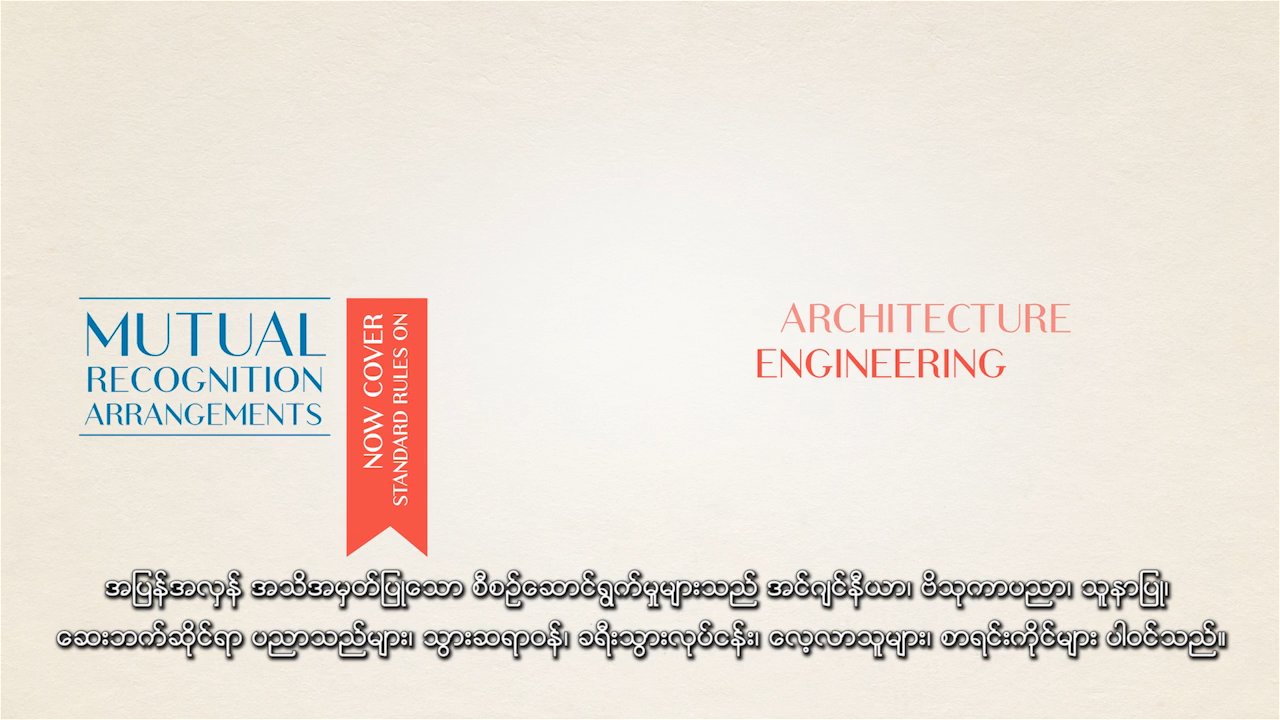 MUTUAL
RECOGNITION
ARRANGEMENTS
NOW COVER
STANDARD RULES ON
ARCHITECTURE
ENGINEERING
အပြန်အလှန် အသိအမှတ်ပြုသော စီစဉ်ဆောင်ရွက်မှုများသည် အင်ဂျင်နီယာ၊ ဗိသုကာပညာ၊ သူနာပြု၊
ဆေးဘက်ဆိုင်ရာ ပညာသည်များ၊ သွားဆရာဝန်၊ ခရီးသွားလုပ်ငန်း၊ လေ့လာသူများ၊ စာရင်းကိုင်များ ပါဝင်သည်။